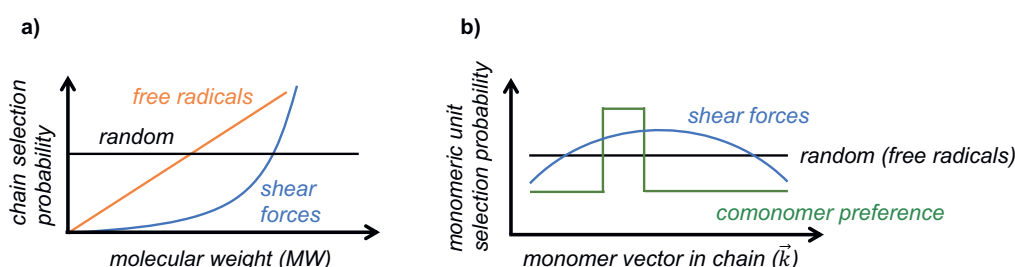 a)
chain selection
probability
free radicals
random
shear
forces
molecular weight (MW)
b)
monomeric unit
selection probability
shear forces
random (free radicals)
comonomer preference
monomer vector in chain (k⃗)